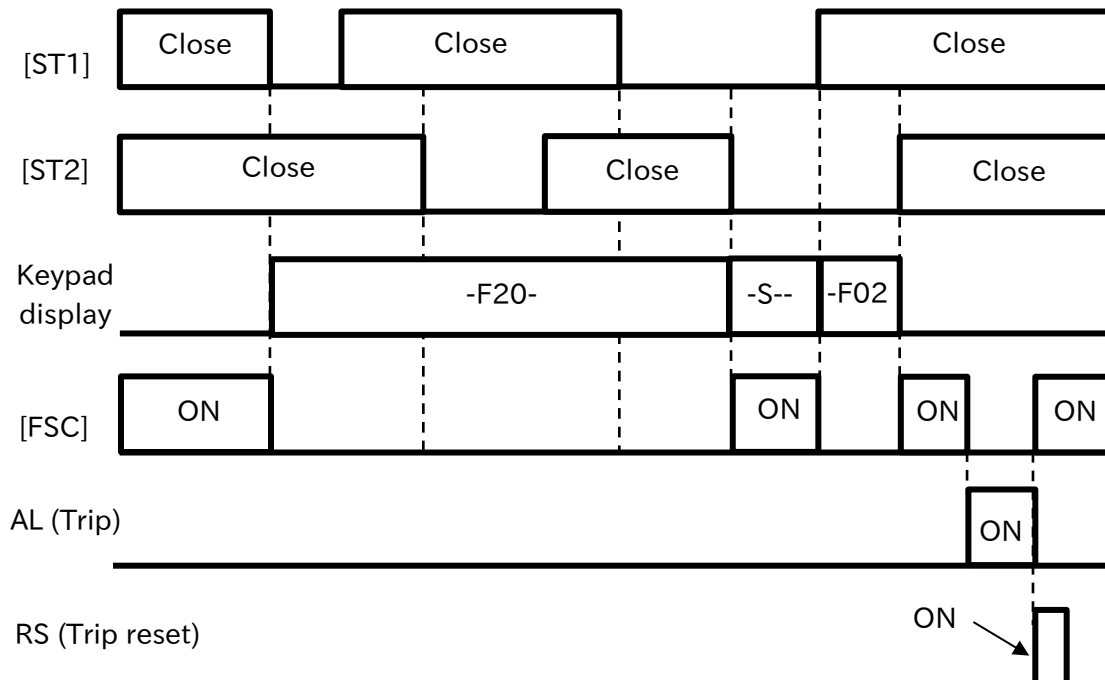 [ST1]
Close
Close
Close
[ST2]
Close
Close
Close
Keypad
display
-F20-
-S--
-F02
[FSC]
ON
ON
ON
ON
AL (Trip)
ON
RS (Trip reset)
ON